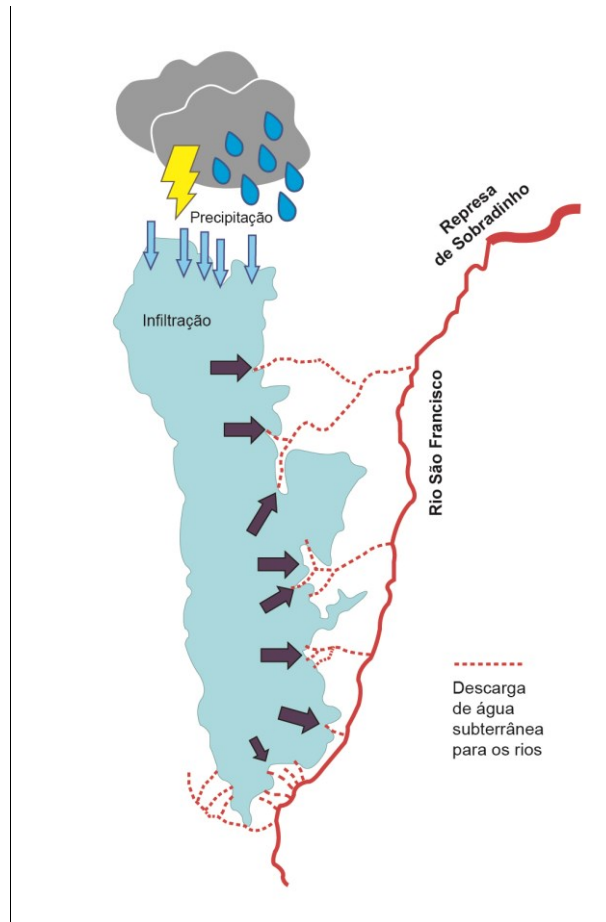 Precipitação
Represa
de Sobradinho
Infiltração
Rio São Francisco
Descarga
de água
subterrânea
para os rios